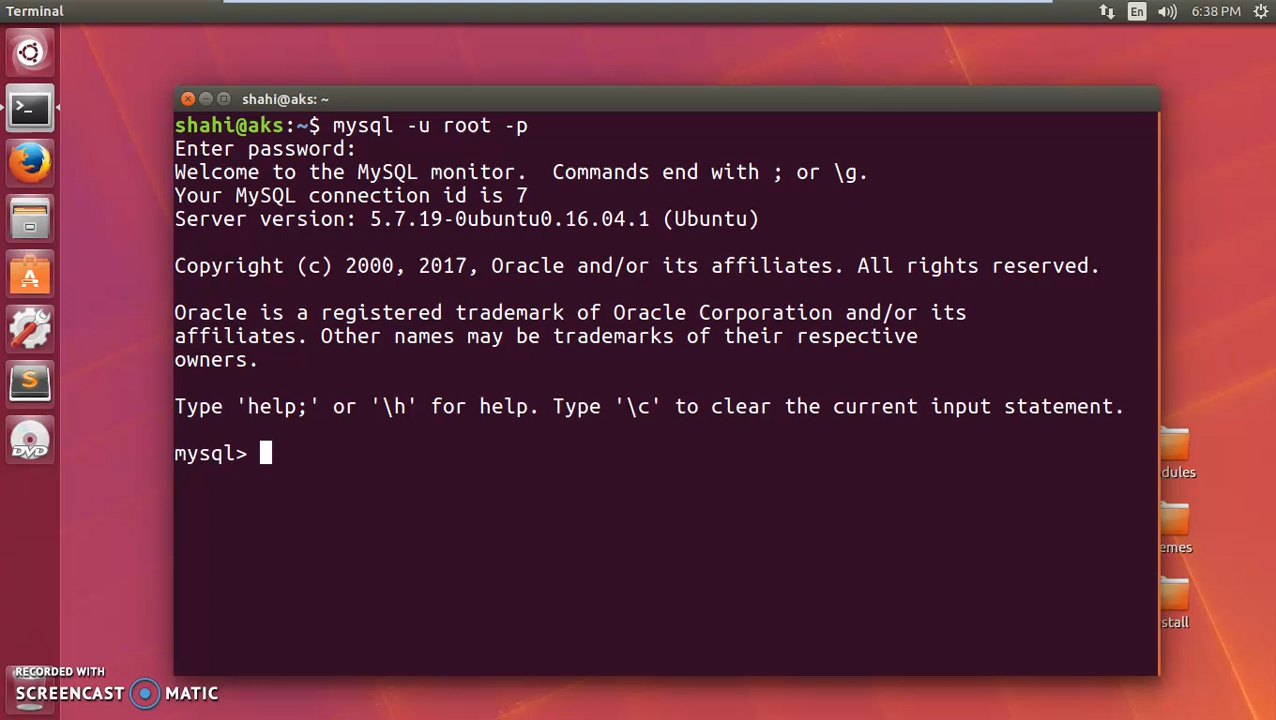 Terminal
En
6:38 PM
shahi@aks: ~
shahi@aks:~$ mysql -u root -p
Enter password:
Welcome to the MySQL monitor.  Commands end with ; or \g.
Your MySQL connection id is 7
Server version: 5.7.19-0ubuntu0.16.04.1 (Ubuntu)
Copyright (c) 2000, 2017, Oracle and/or its affiliates. All rights reserved.
Oracle is a registered trademark of Oracle Corporation and/or its
affiliates. Other names may be trademarks of their respective
owners.
Type 'help;' or '\h' for help. Type '\c' to clear the current input statement.
mysql>
dules
emes
stall
DVD
RECORDED WITH
SCREENCAST MATIC